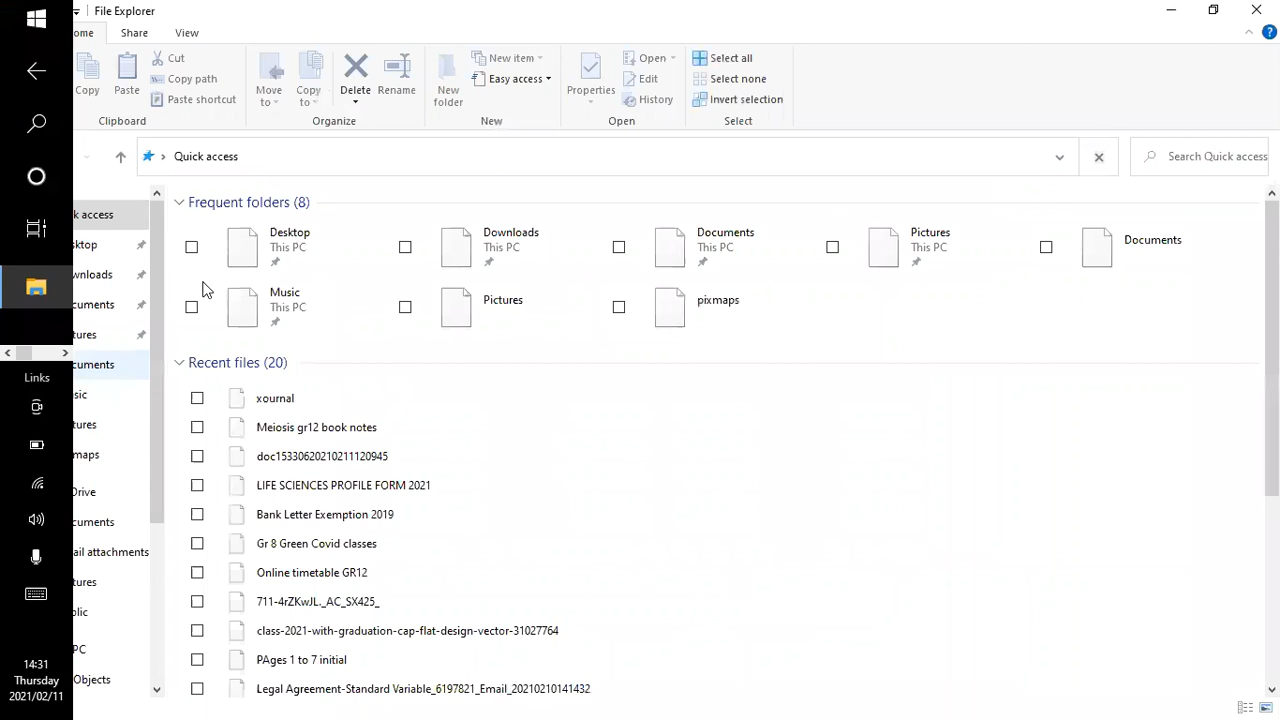 File Explorer
ome
Share
View
Copy
Paste
Cut
Copy path
Paste shortcut
Clipboard
Move to
Copy to
Delete
Rename
Organize
New folder
New item
Easy access
New
Properties
Open
Edit
History
Open
Select all
Select none
Invert selection
Select
Quick access
Search Quick access
k access
ktop
wnloads
cuments
tures
cuments
sic
tures
maps
Drive
cuments
ail attachments
tures
blic
PC
Objects
Frequent folders (8)
Desktop
This PC
Downloads
This PC
Documents
This PC
Pictures
This PC
Documents
Music
This PC
Pictures
pixmaps
Recent files (20)
xournal
Meiosis gr12 book notes
doc15330620210211120945
LIFE SCIENCES PROFILE FORM 2021
Bank Letter Exemption 2019
Gr 8 Green Covid classes
Online timetable GR12
711-4rZKwJL._AC_SX425_
class-2021-with-graduation-cap-flat-design-vector-31027764
PAges 1 to 7 initial
Legal Agreement-Standard Variable_6197821_Email_20210210141432
Links
14:31
Thursday
2021/02/11